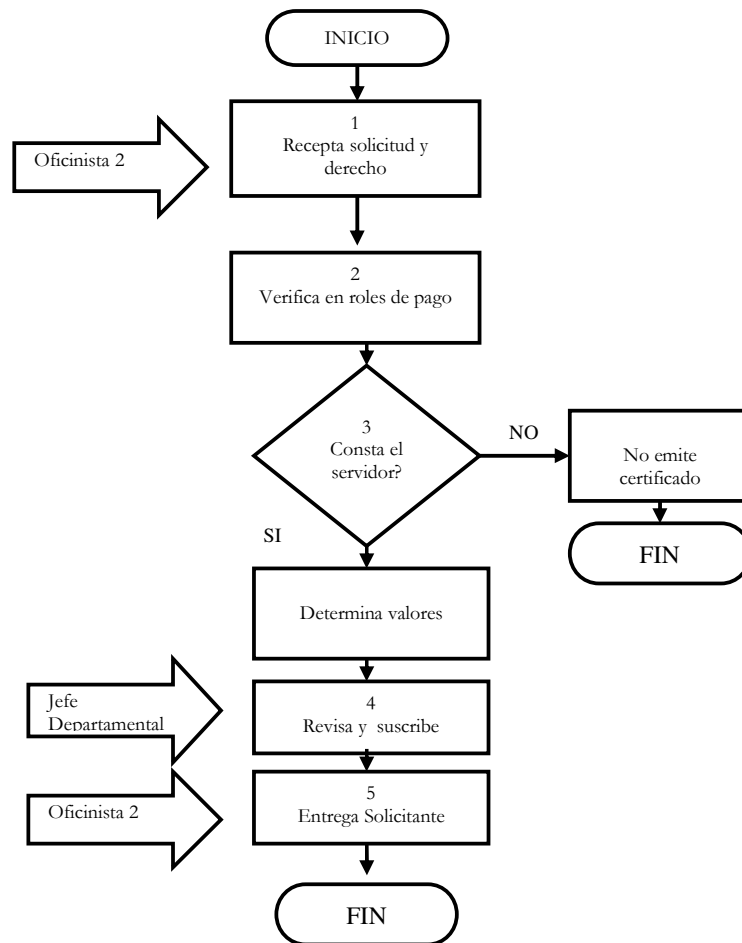 INICIO
1
Recepta solicitud y
derecho
Oficinista 2
2
Verifica en roles de pago
3
Consta el
servidor?
NO
No emite
certificado
FIN
SI
Determina valores
Jefe
Departamental
4
Revisa y suscribe
Oficinista 2
5
Entrega Solicitante
FIN